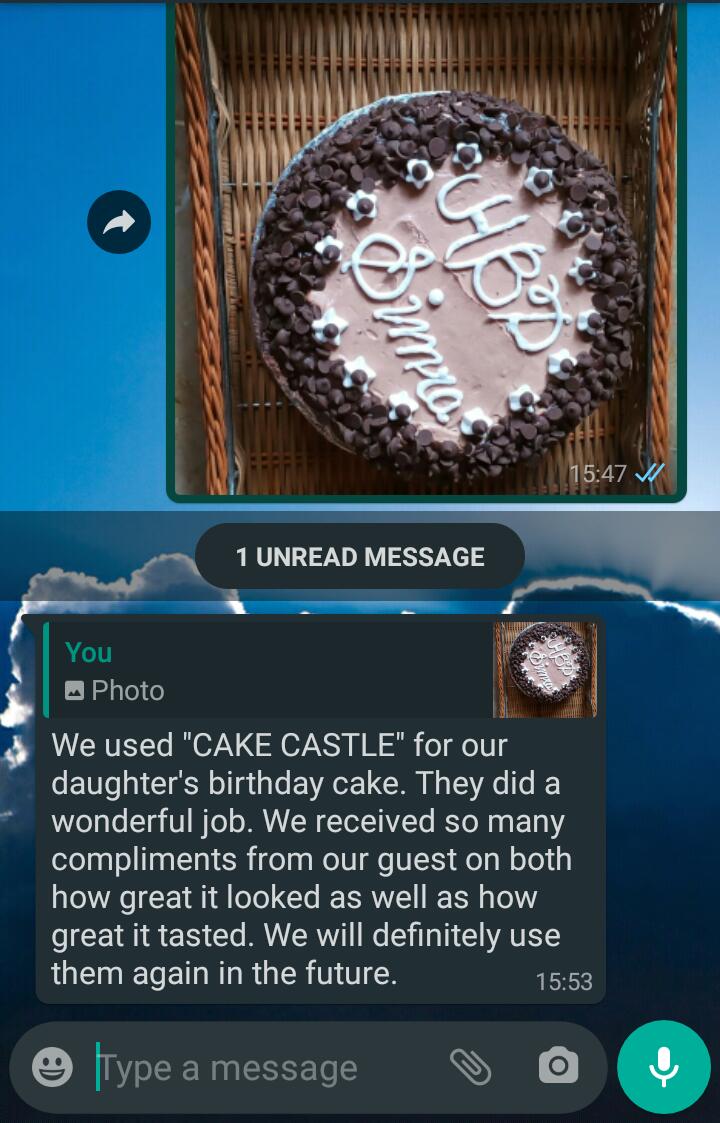 HBD
Simra
15:47
1 UNREAD MESSAGE
You
Photo
We used "CAKE CASTLE" for our
daughter's birthday cake. They did a
wonderful job. We received so many
compliments from our guest on both
how great it looked as well as how
great it tasted. We will definitely use
them again in the future.
15:53
Type a message